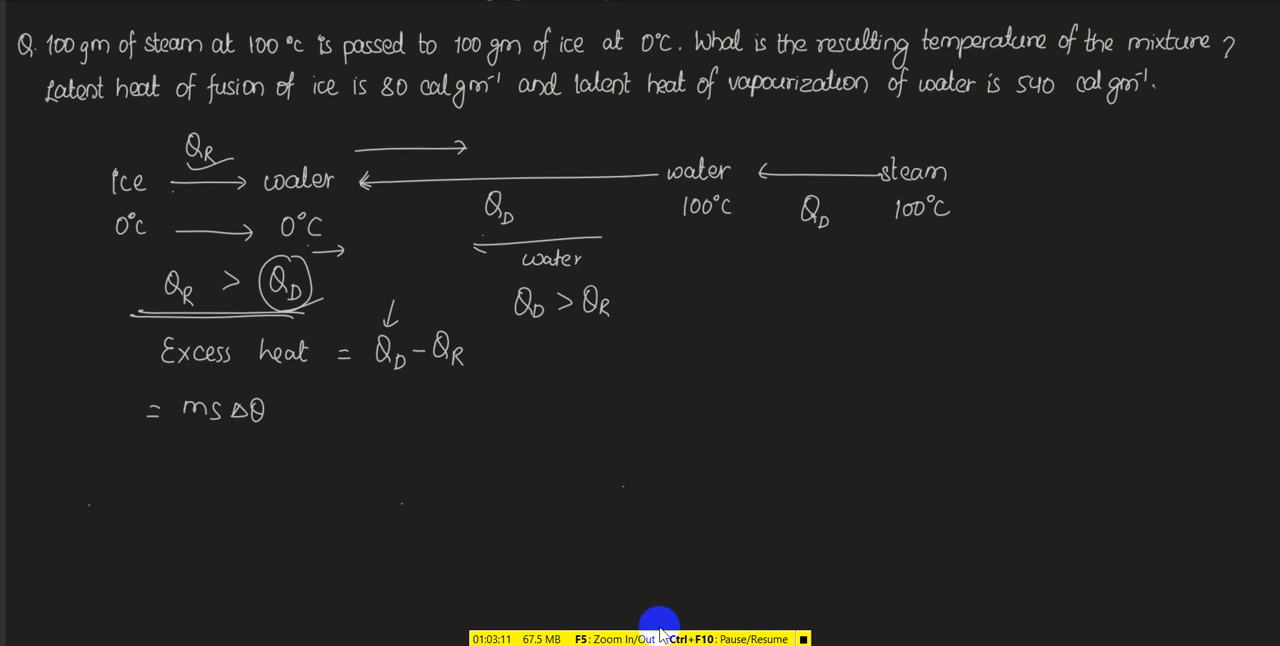 Q. 100 gm of steam at 100 °c is passed to 100 gm of ice at 0°C. What is the resulting temperature of the mixture ?
Latent heat of fusion of ice is 80 cal gm⁻¹ and latent heat of vapourization of water is 540 cal gm⁻¹.
Q_R
ice → water → ← water ← steam
0°C → 0°C Q_D 100°C Q_D 100°C
← water
Q_R > Q_D → Q_D > Q_R
Excess heat = Q_D - Q_R
= ms Δθ
01:03:11 67.5 MB F5: Zoom In/Out Ctrl+F10: Pause/Resume